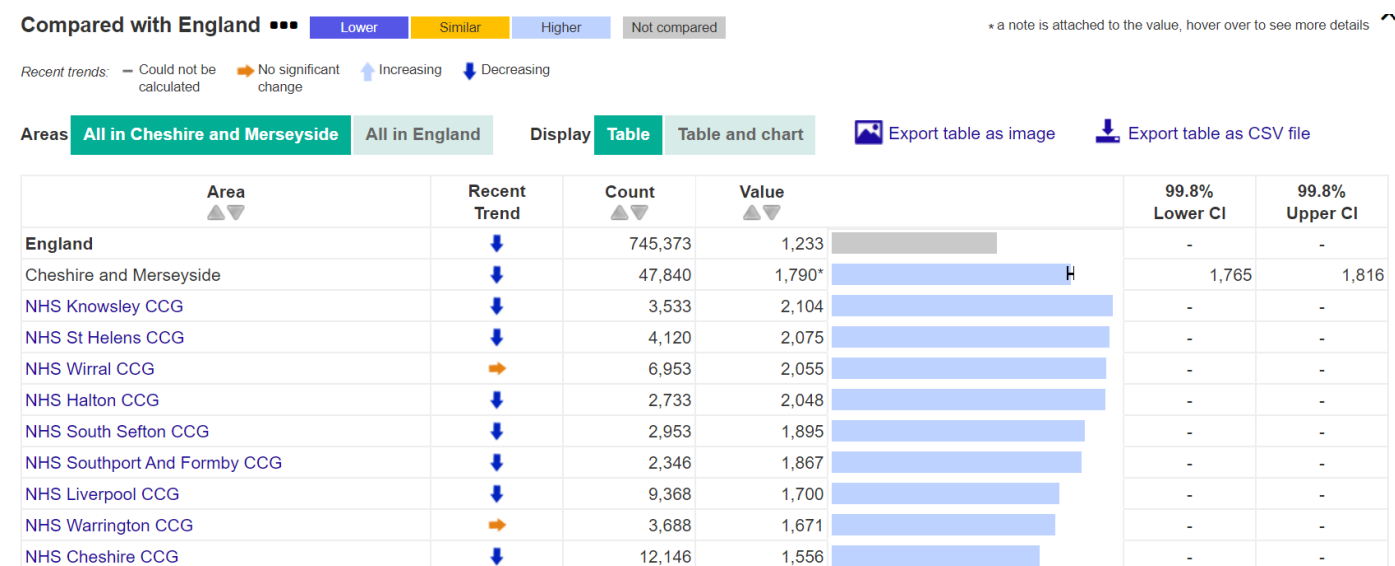 Compared with England ••• Lower Similar Higher Not compared * a note is attached to the value, hover over to see more details
Recent trends: – Could not be calculated No significant change Increasing Decreasing
Areas All in Cheshire and Merseyside All in England Display Table Table and chart Export table as image Export table as CSV file
Area Recent Trend Count Value 99.8% Lower CI 99.8% Upper CI
England 745,373 1,233 - -
Cheshire and Merseyside 47,840 1,790* 1,765 1,816
NHS Knowsley CCG 3,533 2,104 - -
NHS St Helens CCG 4,120 2,075 - -
NHS Wirral CCG 6,953 2,055 - -
NHS Halton CCG 2,733 2,048 - -
NHS South Sefton CCG 2,953 1,895 - -
NHS Southport And Formby CCG 2,346 1,867 - -
NHS Liverpool CCG 9,368 1,700 - -
NHS Warrington CCG 3,688 1,671 - -
NHS Cheshire CCG 12,146 1,556 - -